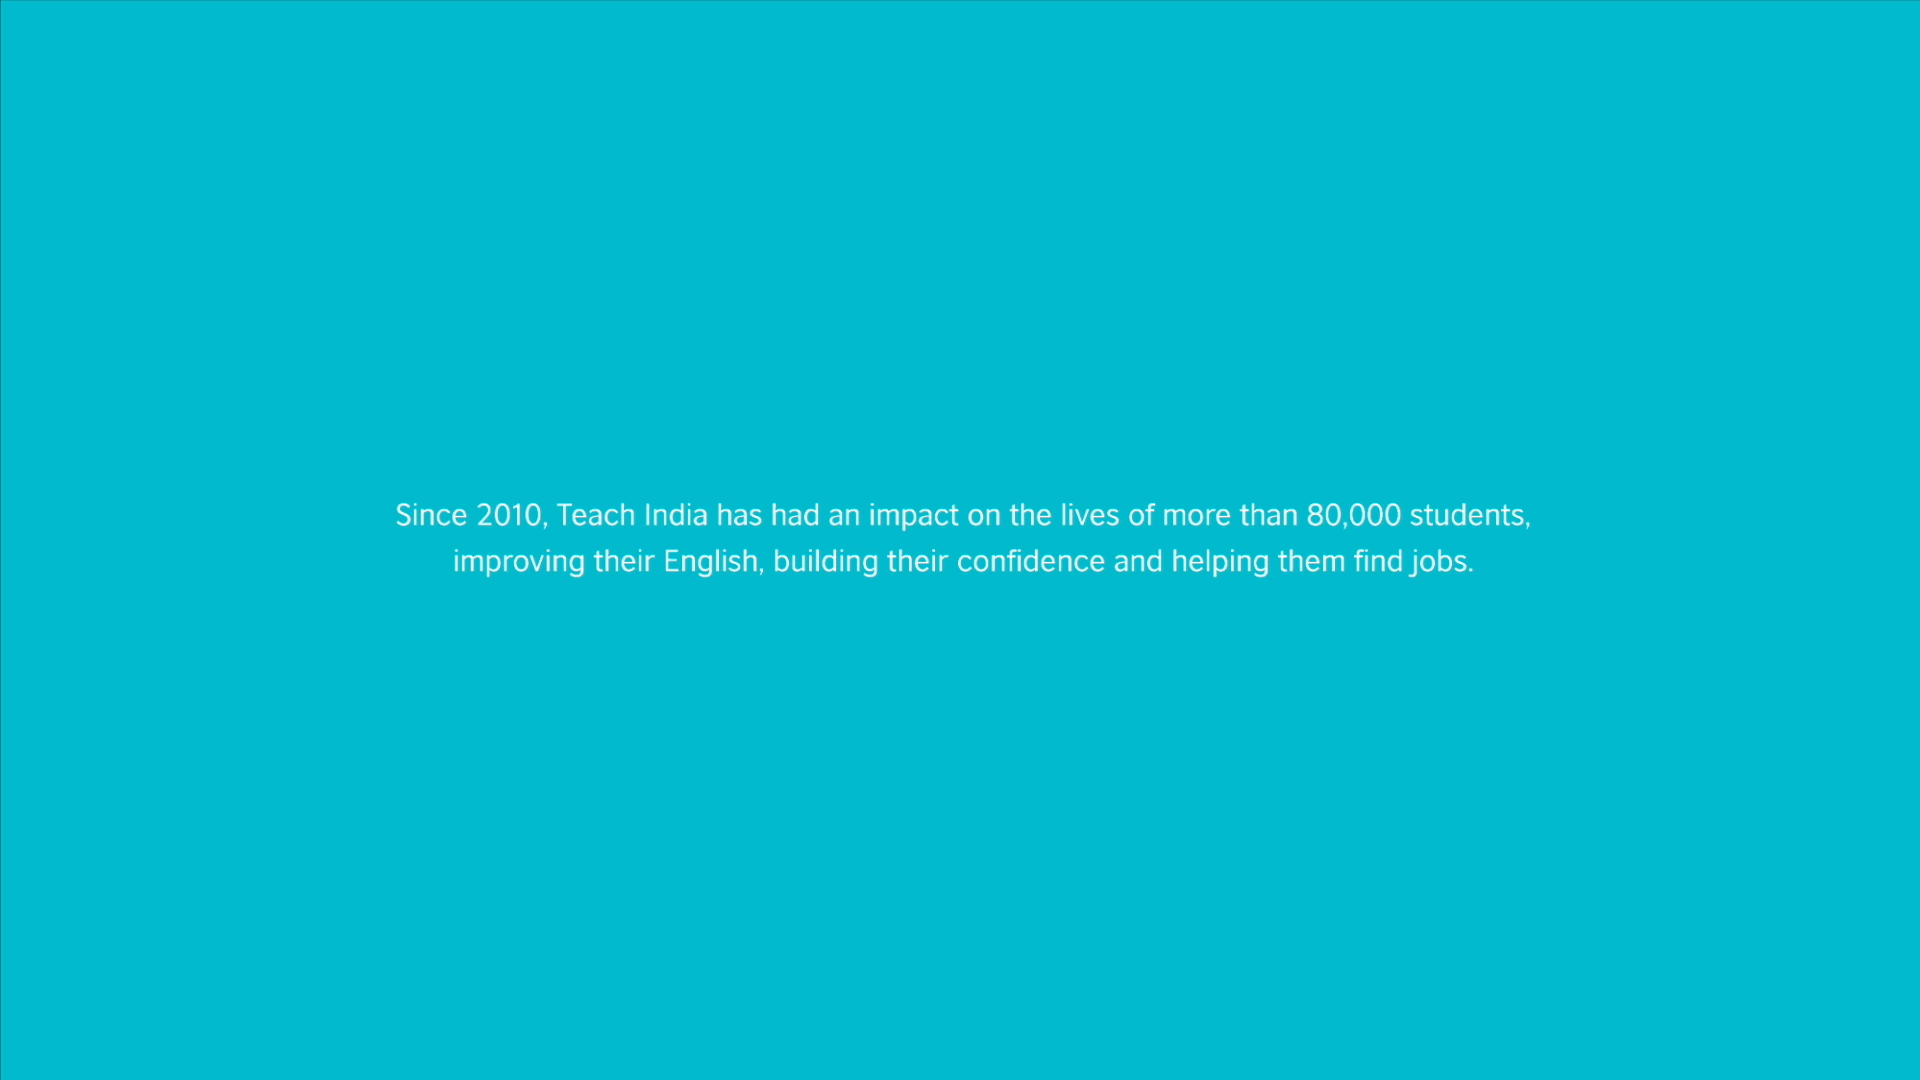 Since 2010, Teach India has had an impact on the lives of more than 80,000 students,
improving their English, building their confidence and helping them find jobs.